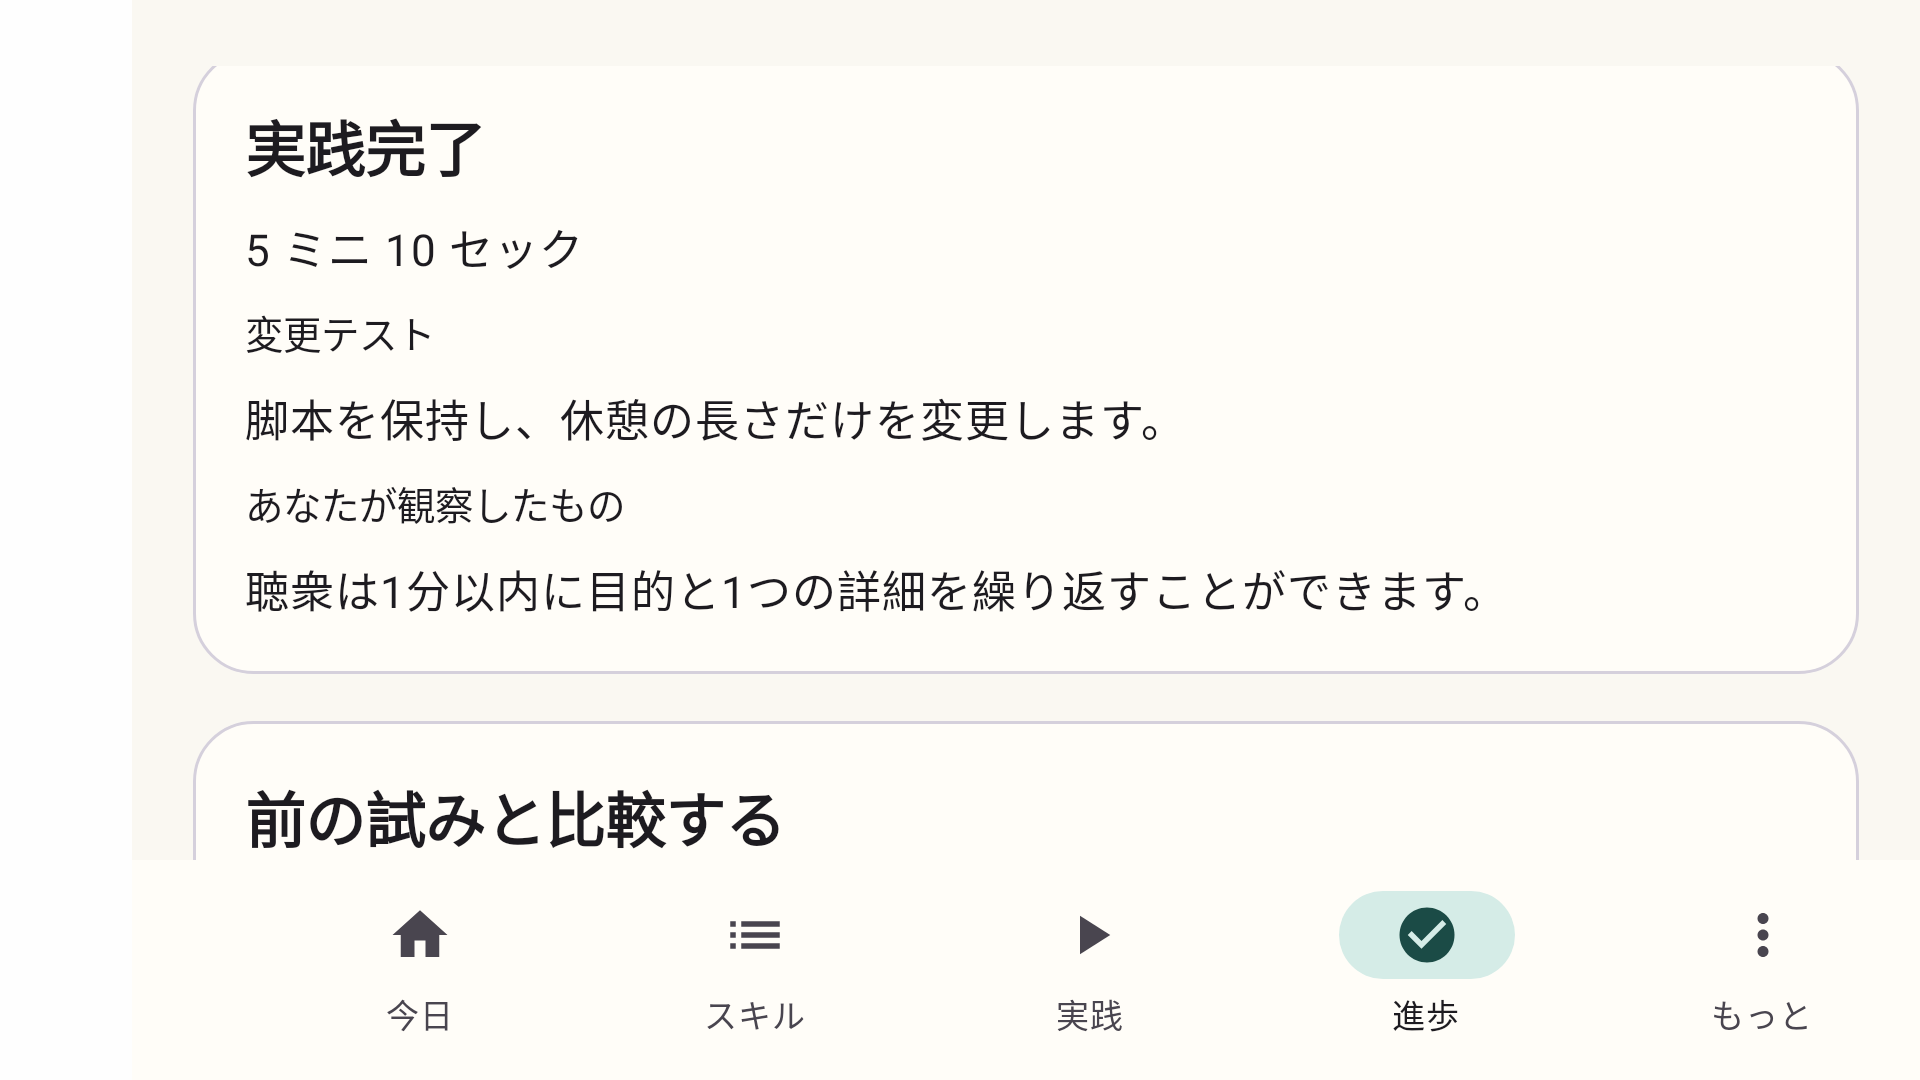 実践完了
5 ミニ 10 セック
変更テスト
脚本を保持し、休憩の長さだけを変更します。
あなたが観察したもの
聴衆は1分以内に目的と1つの詳細を繰り返すことができます。
前の試みと比較する
今日
スキル
実践
進歩
もっと